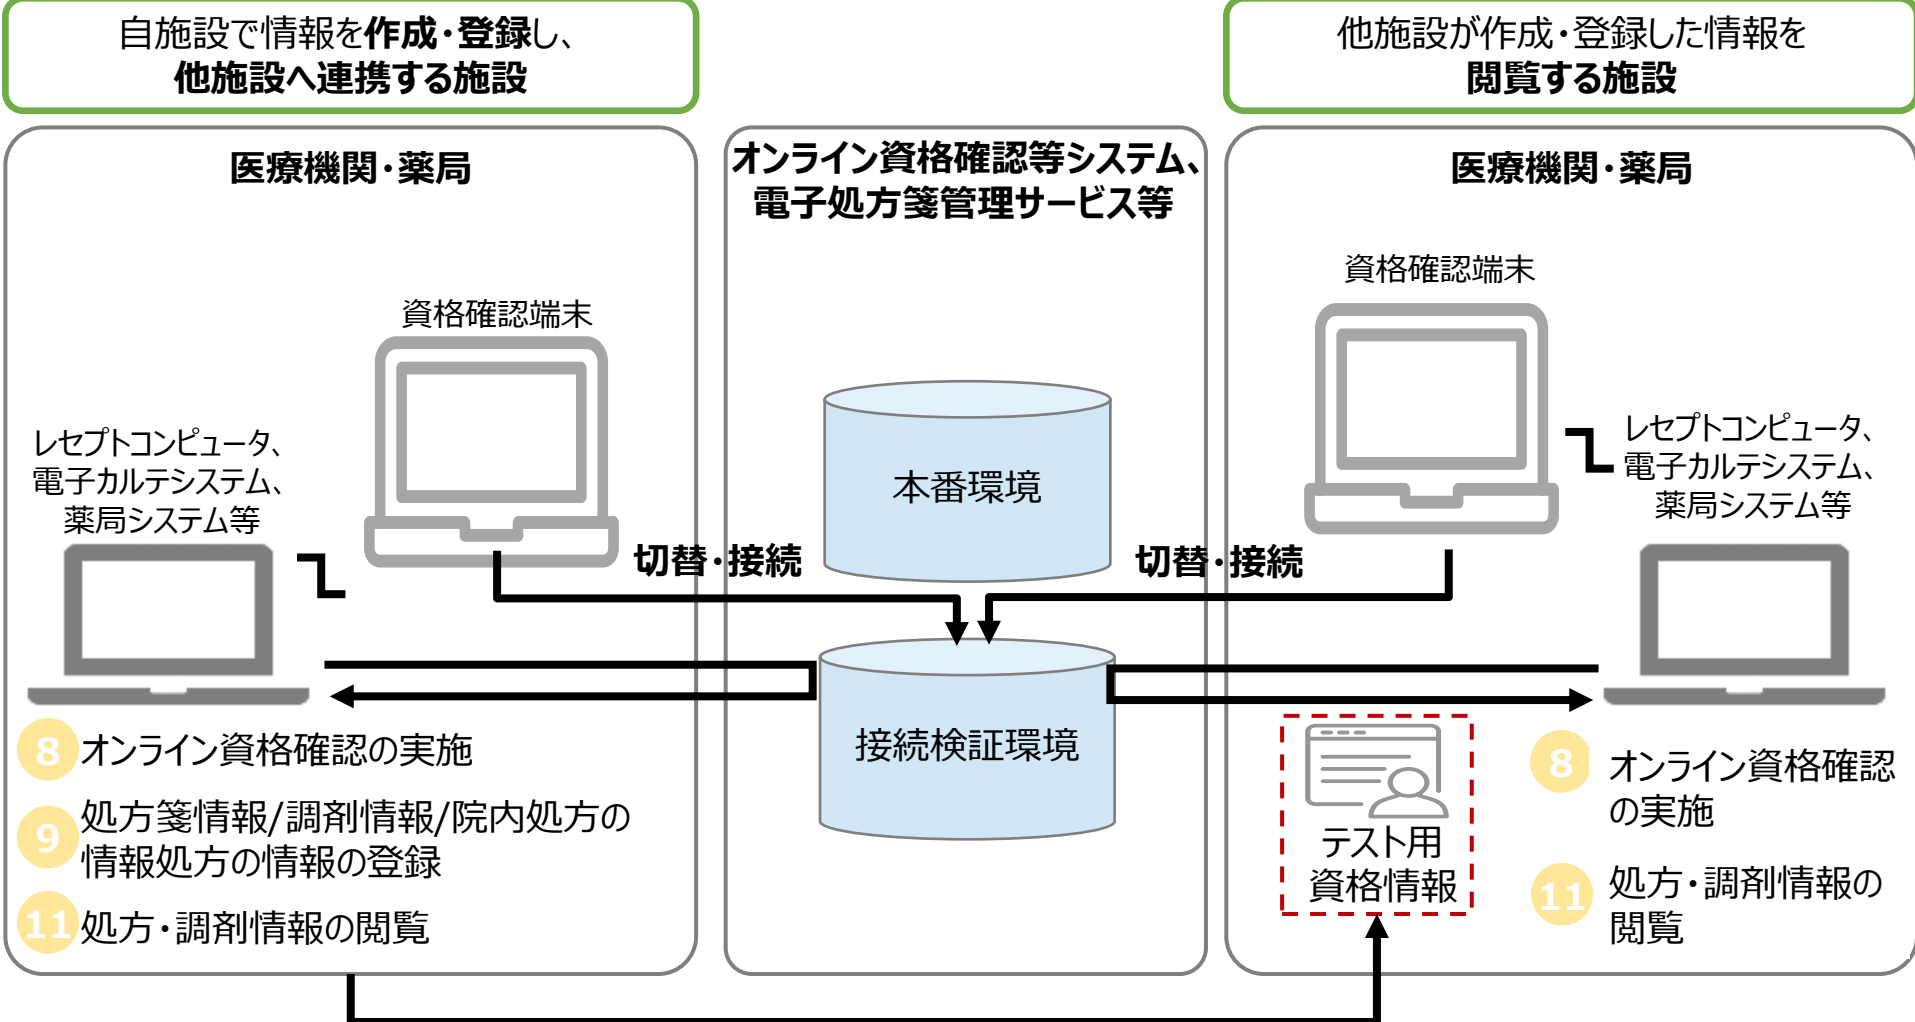 自施設で情報を作成・登録し、
他施設へ連携する施設
他施設が作成・登録した情報を
閲覧する施設
医療機関・薬局
資格確認端末
レセプトコンピュータ、
電子カルテシステム、
薬局システム等
8 オンライン資格確認の実施
9 処方箋情報/調剤情報/院内処方の
情報処方の情報の登録
11 処方・調剤情報の閲覧
オンライン資格確認等システム、
電子処方箋管理サービス等
本番環境
切替・接続
切替・接続
接続検証環境
医療機関・薬局
資格確認端末
レセプトコンピュータ、
電子カルテシステム、
薬局システム等
テスト用
資格情報
8 オンライン資格確認
の実施
11 処方・調剤情報の
閲覧